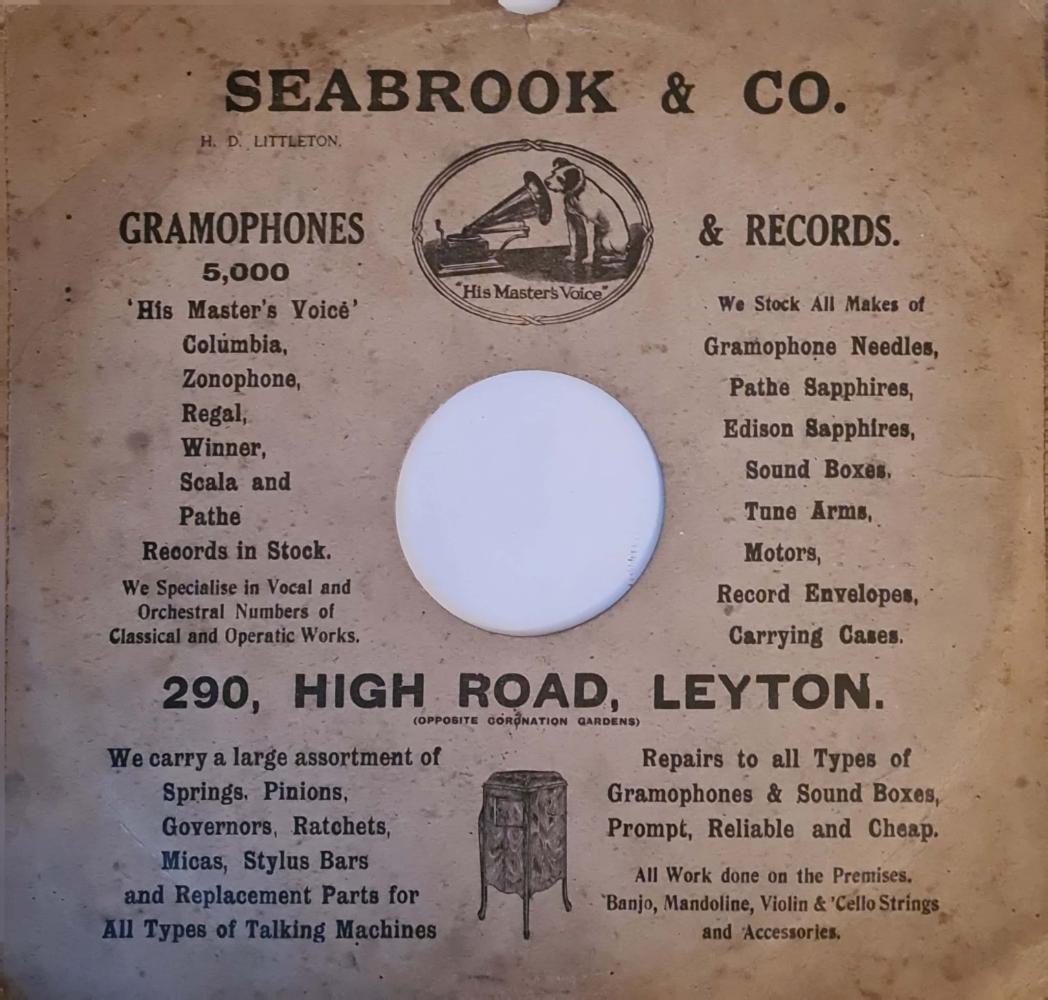 SEABROOK & CO.
H. D. LITTLETON.
GRAMOPHONES
& RECORDS.
"His Master's Voice"
5,000
'His Master's Voice'
Columbia,
Zonophone,
Regal,
Winner,
Scala and
Pathe
Records in Stock.
We Specialise in Vocal and
Orchestral Numbers of
Classical and Operatic Works.
We Stock All Makes of
Gramophone Needles,
Pathe Sapphires,
Edison Sapphires,
Sound Boxes,
Tune Arms,
Motors,
Record Envelopes,
Carrying Cases.
290, HIGH ROAD, LEYTON.
(OPPOSITE CORONATION GARDENS)
We carry a large assortment of
Springs, Pinions,
Governors, Ratchets,
Micas, Stylus Bars
and Replacement Parts for
All Types of Talking Machines
Repairs to all Types of
Gramophones & Sound Boxes,
Prompt, Reliable and Cheap.
All Work done on the Premises.
'Banjo, Mandoline, Violin & 'Cello Strings
and Accessories.